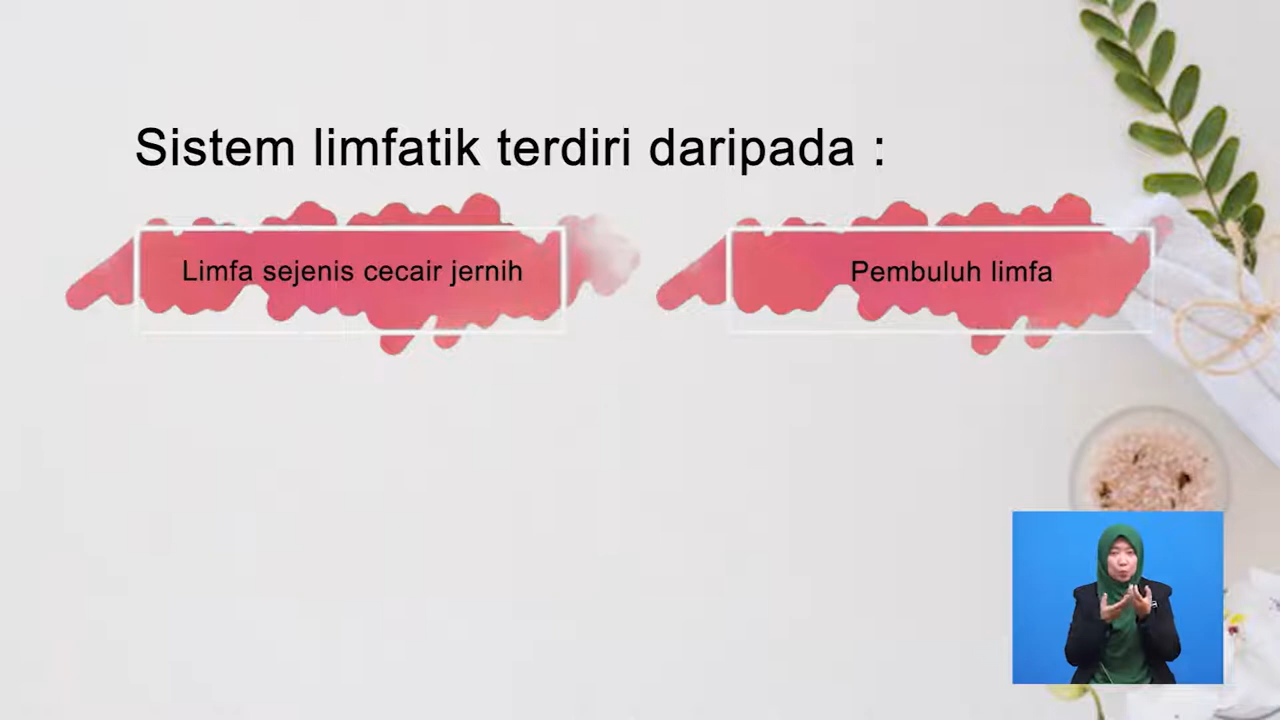 Sistem limfatik terdiri daripada :
Limfa sejenis cecair jernih
Pembuluh limfa